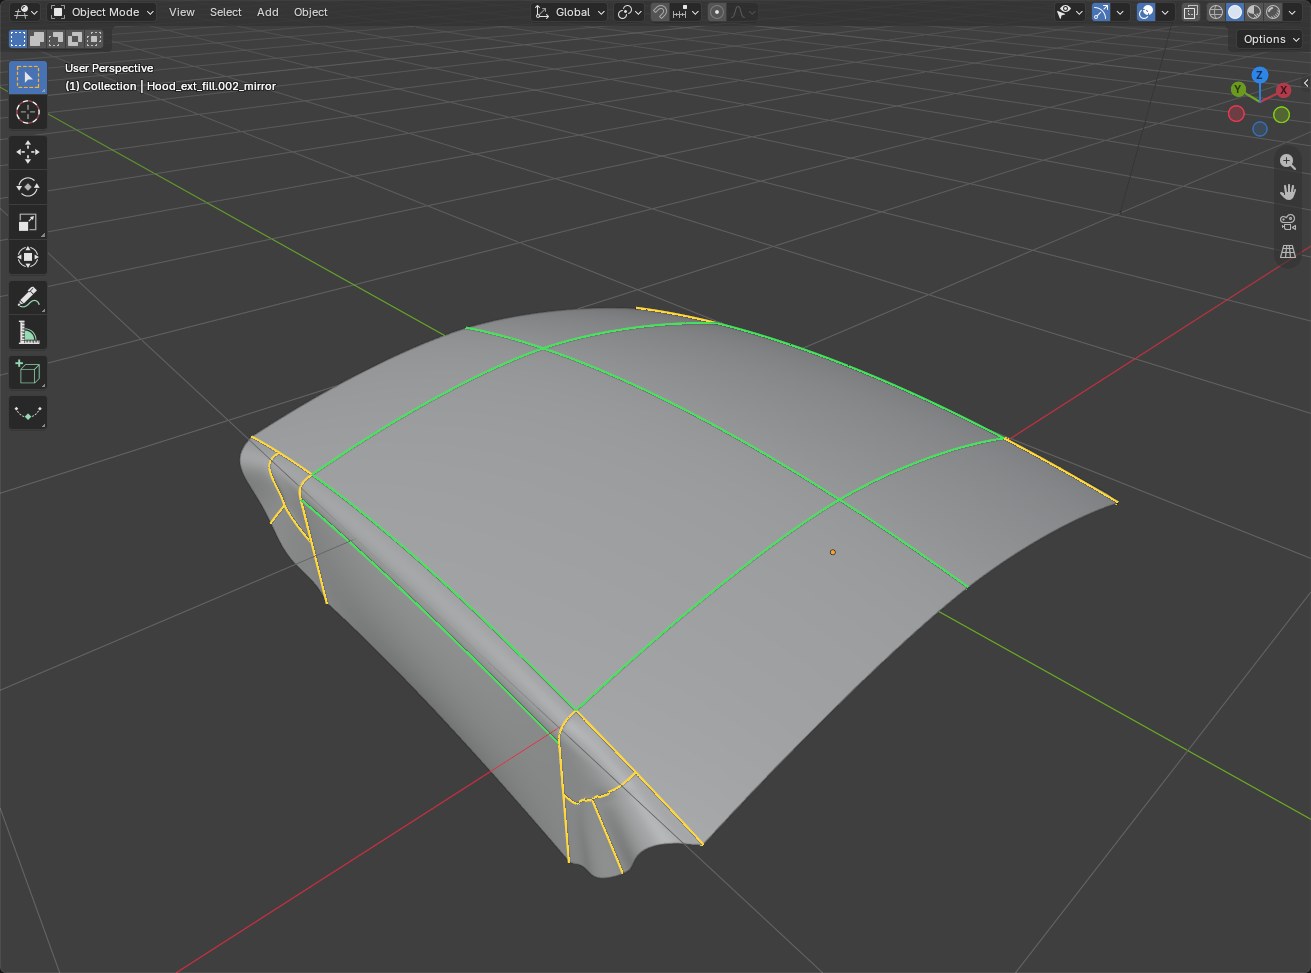 Object Mode View Select Add Object Global
Options
User Perspective
(1) Collection | Hood_ext_fill.002_mirror
Z
Y X